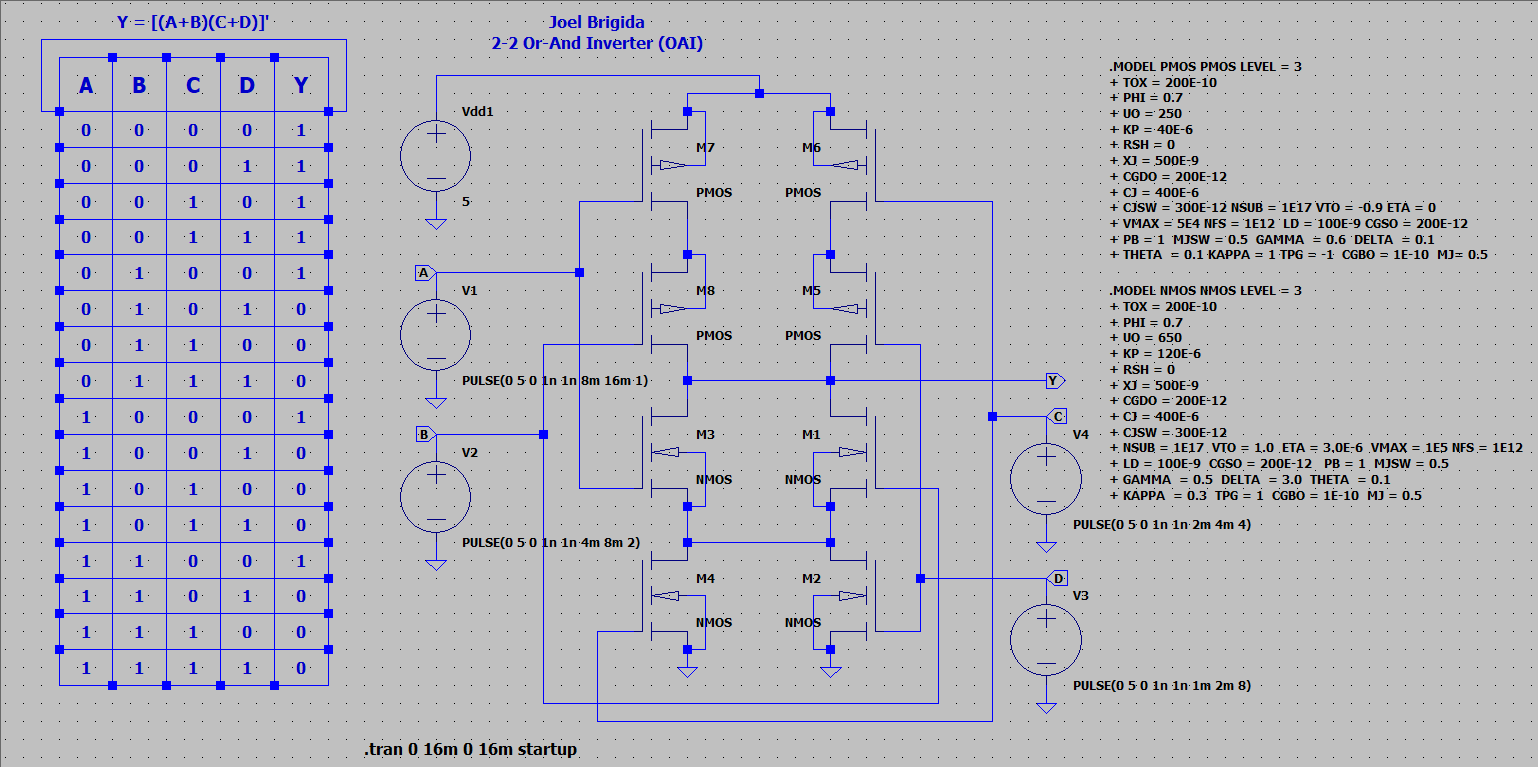 Y = [(A+B)(C+D)]'
A B C D Y
0 0 0 0 1
0 0 0 1 1
0 0 1 0 1
0 0 1 1 1
0 1 0 0 1
0 1 0 1 0
0 1 1 0 0
0 1 1 1 0
1 0 0 0 1
1 0 0 1 0
1 0 1 0 0
1 0 1 1 0
1 1 0 0 1
1 1 0 1 0
1 1 1 0 0
1 1 1 1 0
Joel Brigida
2-2 Or-And Inverter (OAI)
Vdd1
5
A
V1
PULSE(0 5 0 1n 1n 8m 16m 1)
B
V2
PULSE(0 5 0 1n 1n 4m 8m 2)
M7
PMOS
M6
PMOS
M8
PMOS
M5
PMOS
M3
NMOS
M1
NMOS
M4
NMOS
M2
NMOS
Y
C
V4
PULSE(0 5 0 1n 1n 2m 4m 4)
D
V3
PULSE(0 5 0 1n 1n 1m 2m 8)
.MODEL PMOS PMOS LEVEL = 3
+ TOX = 200E-10
+ PHI = 0.7
+ UO = 250
+ KP = 40E-6
+ RSH = 0
+ XJ = 500E-9
+ CGDO = 200E-12
+ CJ = 400E-6
+ CJSW = 300E-12 NSUB = 1E17 VTO = -0.9 ETA = 0
+ VMAX = 5E4 NFS = 1E12 LD = 100E-9 CGSO = 200E-12
+ PB = 1 MJSW = 0.5 GAMMA = 0.6 DELTA = 0.1
+ THETA = 0.1 KAPPA = 1 TPG = -1 CGBO = 1E-10 MJ= 0.5
.MODEL NMOS NMOS LEVEL = 3
+ TOX = 200E-10
+ PHI = 0.7
+ UO = 650
+ KP = 120E-6
+ RSH = 0
+ XJ = 500E-9
+ CGDO = 200E-12
+ CJ = 400E-6
+ CJSW = 300E-12
+ NSUB = 1E17 VTO = 1.0 ETA = 3.0E-6 VMAX = 1E5 NFS = 1E12
+ LD = 100E-9 CGSO = 200E-12 PB = 1 MJSW = 0.5
+ GAMMA = 0.5 DELTA = 3.0 THETA = 0.1
+ KAPPA = 0.3 TPG = 1 CGBO = 1E-10 MJ = 0.5
.tran 0 16m 0 16m startup